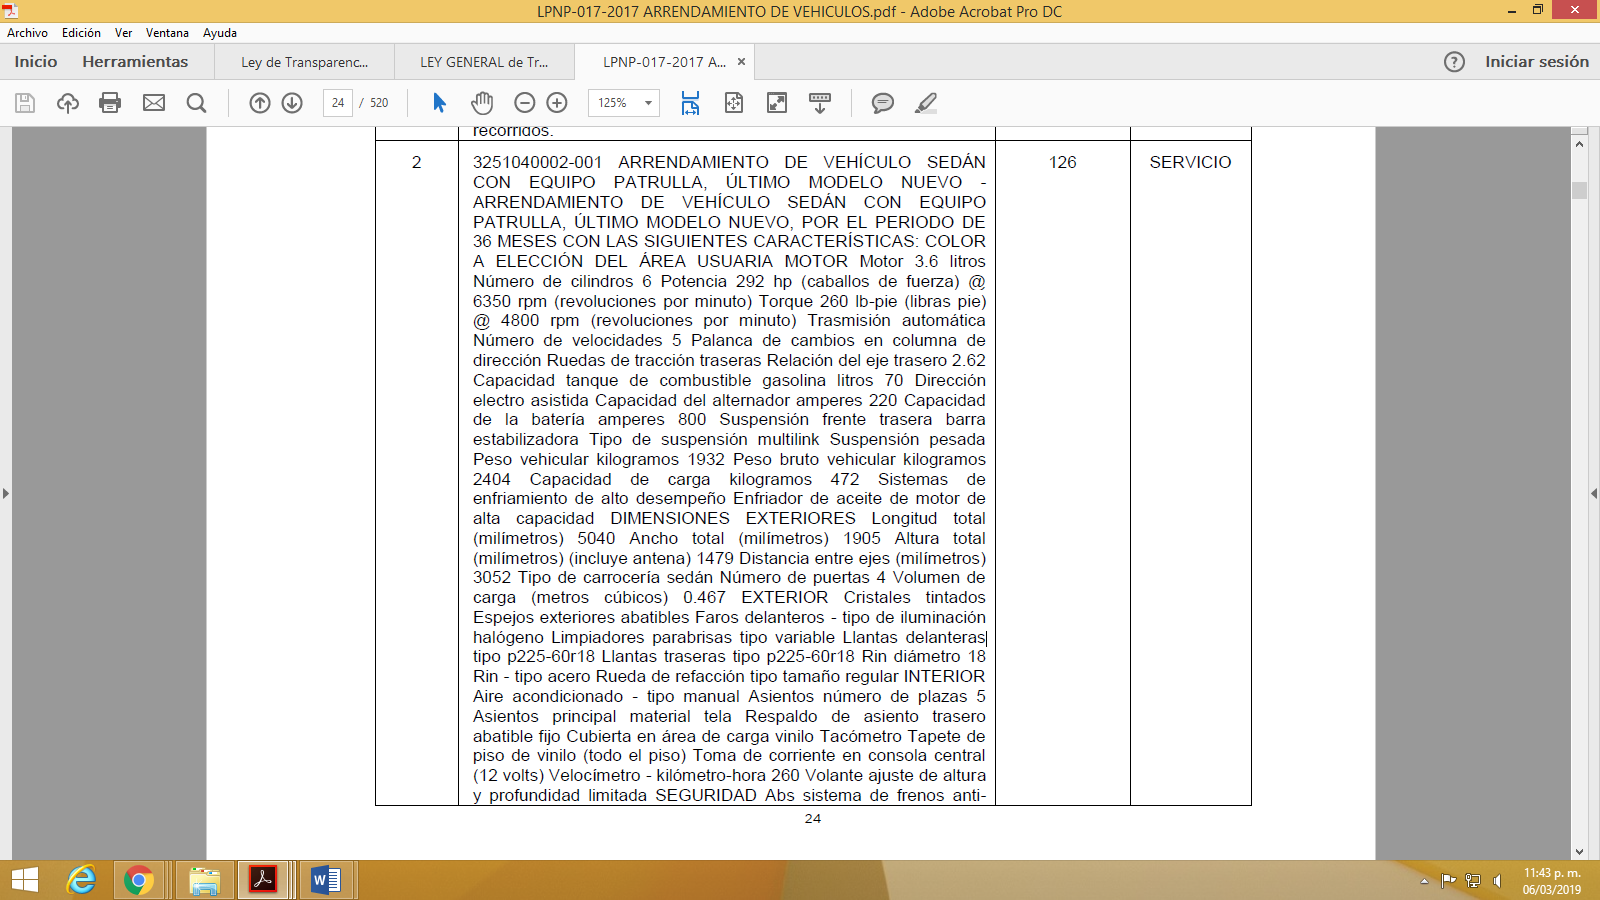 LPNP-017-2017 ARRENDAMIENTO DE VEHICULOS.pdf - Adobe Acrobat Pro DC
Archivo Edición Ver Ventana Ayuda
Inicio Herramientas Ley de Transparenc... LEY GENERAL de Tr... LPNP-017-2017 A... × ? Iniciar sesión
24 / 520 125%
recorridos.
2 3251040002-001 ARRENDAMIENTO DE VEHÍCULO SEDÁN 126 SERVICIO
CON EQUIPO PATRULLA, ÚLTIMO MODELO NUEVO -
ARRENDAMIENTO DE VEHÍCULO SEDÁN CON EQUIPO
PATRULLA, ÚLTIMO MODELO NUEVO, POR EL PERIODO DE
36 MESES CON LAS SIGUIENTES CARACTERÍSTICAS: COLOR
A ELECCIÓN DEL ÁREA USUARIA MOTOR Motor 3.6 litros
Número de cilindros 6 Potencia 292 hp (caballos de fuerza) @
6350 rpm (revoluciones por minuto) Torque 260 lb-pie (libras pie)
@ 4800 rpm (revoluciones por minuto) Trasmisión automática
Número de velocidades 5 Palanca de cambios en columna de
dirección Ruedas de tracción traseras Relación del eje trasero 2.62
Capacidad tanque de combustible gasolina litros 70 Dirección
electro asistida Capacidad del alternador amperes 220 Capacidad
de la batería amperes 800 Suspensión frente trasera barra
estabilizadora Tipo de suspensión multilink Suspensión pesada
Peso vehicular kilogramos 1932 Peso bruto vehicular kilogramos
2404 Capacidad de carga kilogramos 472 Sistemas de
enfriamiento de alto desempeño Enfriador de aceite de motor de
alta capacidad DIMENSIONES EXTERIORES Longitud total
(milímetros) 5040 Ancho total (milímetros) 1905 Altura total
(milímetros) (incluye antena) 1479 Distancia entre ejes (milímetros)
3052 Tipo de carrocería sedán Número de puertas 4 Volumen de
carga (metros cúbicos) 0.467 EXTERIOR Cristales tintados
Espejos exteriores abatibles Faros delanteros - tipo de iluminación
halógeno Limpiadores parabrisas tipo variable Llantas delanteras
tipo p225-60r18 Llantas traseras tipo p225-60r18 Rin diámetro 18
Rin - tipo acero Rueda de refacción tipo tamaño regular INTERIOR
Aire acondicionado - tipo manual Asientos número de plazas 5
Asientos principal material tela Respaldo de asiento trasero
abatible fijo Cubierta en área de carga vinilo Tacómetro Tapete de
piso de vinilo (todo el piso) Toma de corriente en consola central
(12 volts) Velocímetro - kilómetro-hora 260 Volante ajuste de altura
y profundidad limitada SEGURIDAD Abs sistema de frenos anti-
24
11:43 p. m.
06/03/2019